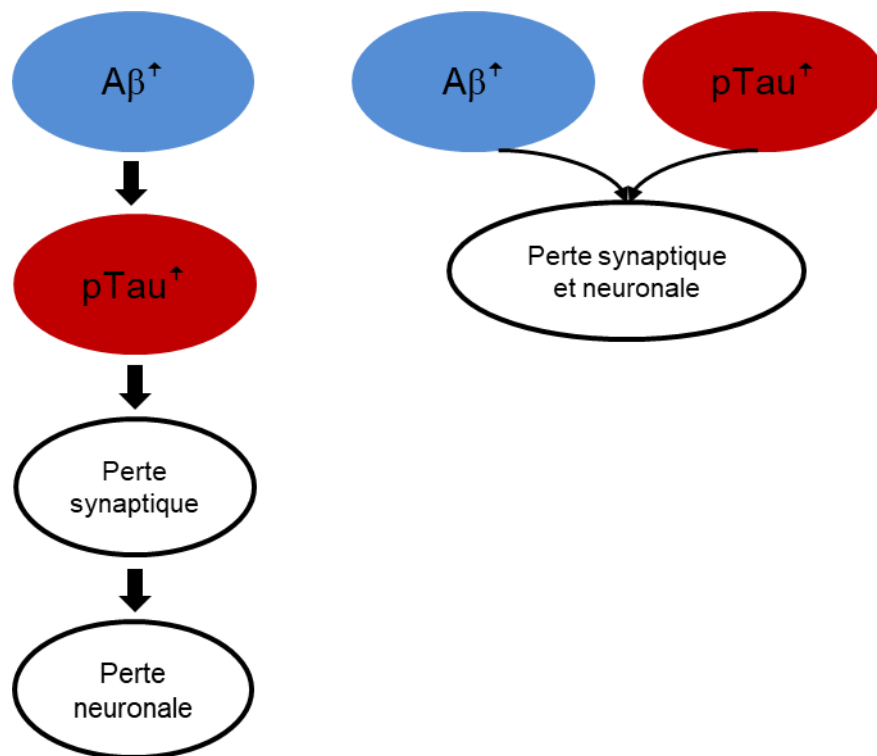 Aβ↑
pTau↑
Perte
synaptique
Perte
neuronale
Aβ↑
pTau↑
Perte synaptique
et neuronale